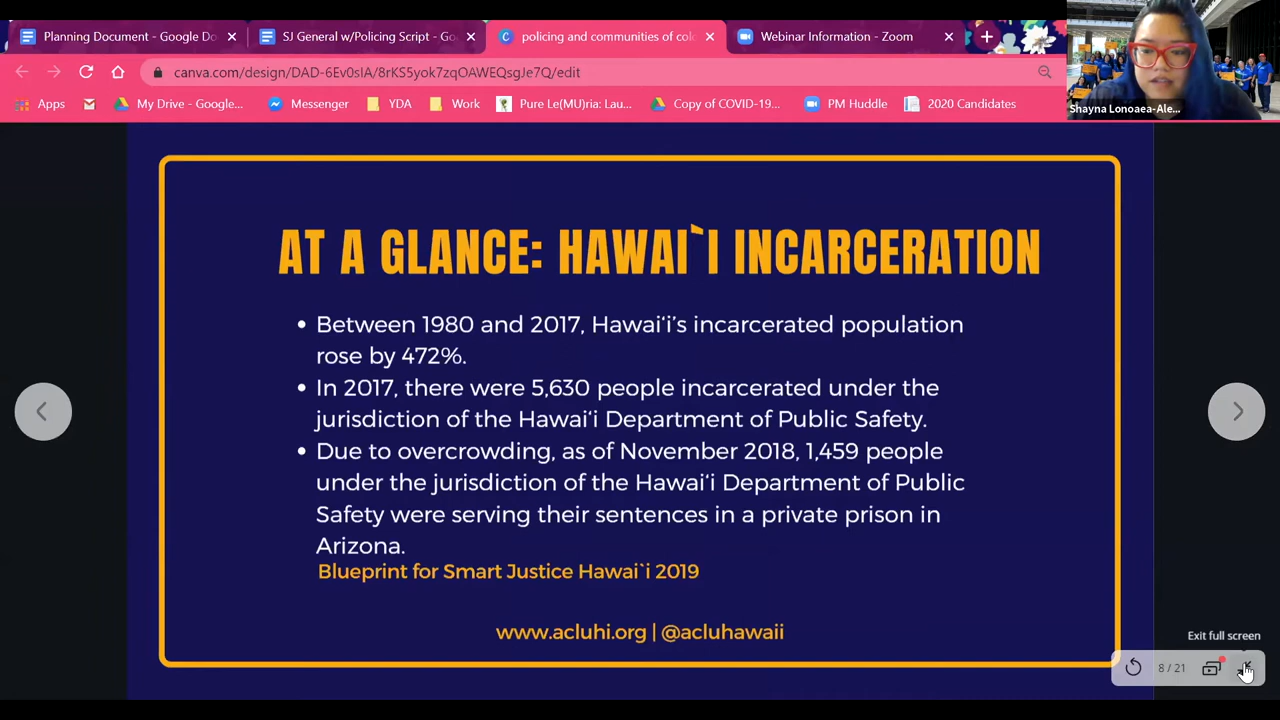 Planning Document - Google Do
SJ General w/Policing Script - Go
policing and communities of col
Webinar Information - Zoom
canva.com/design/DAD-6Ev0sIA/8rKS5yok7zqOAWEQsgJe7Q/edit
Apps
My Drive - Google...
Messenger
YDA
Work
Pure Le(MU)ria: Lau...
Copy of COVID-19...
PM Huddle
2020 Candidates
Shayna Lonoaea-Ale...
AT A GLANCE: HAWAI`I INCARCERATION
• Between 1980 and 2017, Hawai‘i’s incarcerated population
rose by 472%.
• In 2017, there were 5,630 people incarcerated under the
jurisdiction of the Hawai‘i Department of Public Safety.
• Due to overcrowding, as of November 2018, 1,459 people
under the jurisdiction of the Hawai‘i Department of Public
Safety were serving their sentences in a private prison in
Arizona.
Blueprint for Smart Justice Hawai`i 2019
www.acluhi.org | @acluhawaii
Exit full screen
8 / 21